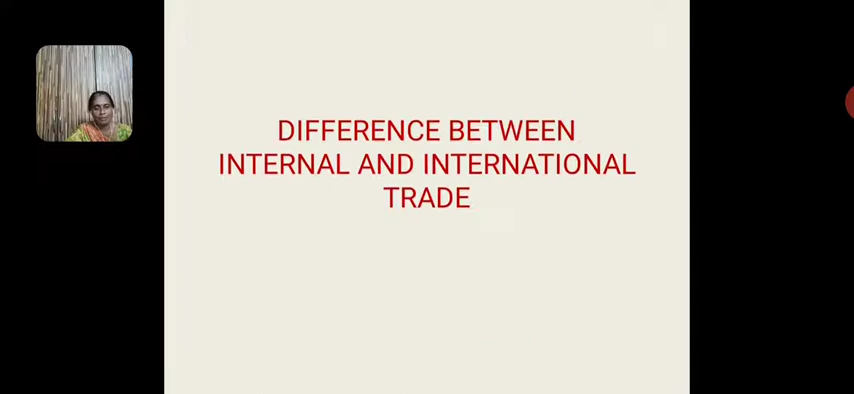 DIFFERENCE BETWEEN
INTERNAL AND INTERNATIONAL
TRADE